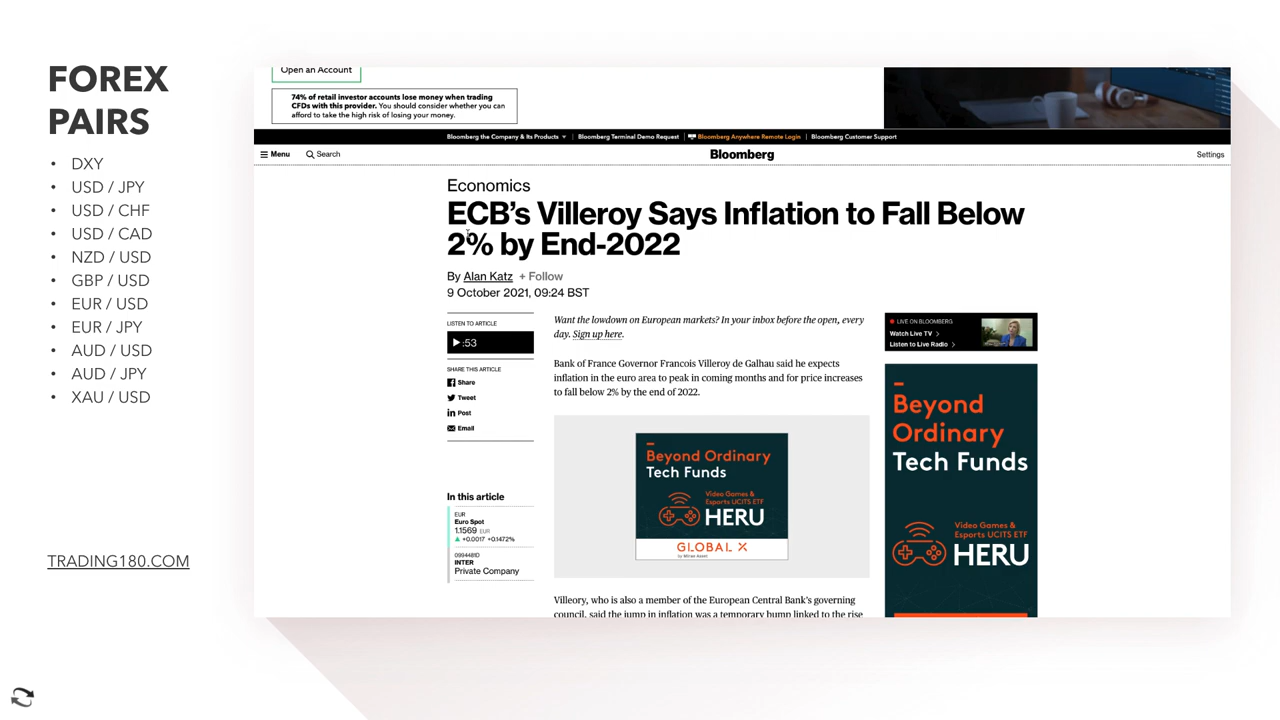 FOREX
PAIRS
• DXY
• USD / JPY
• USD / CHF
• USD / CAD
• NZD / USD
• GBP / USD
• EUR / USD
• EUR / JPY
• AUD / USD
• AUD / JPY
• XAU / USD
TRADING180.COM
Open an Account
74% of retail investor accounts lose money when trading
CFDs with this provider. You should consider whether you can
afford to take the high risk of losing your money.
Bloomberg the Company & Its Products | Bloomberg Terminal Demo Request | Bloomberg Anywhere Remote Login | Bloomberg Customer Support
Menu Search Bloomberg Settings
Economics
ECB’s Villeroy Says Inflation to Fall Below
2% by End-2022
By Alan Katz + Follow
9 October 2021, 09:24 BST
LISTEN TO ARTICLE
:53
SHARE THIS ARTICLE
Share
Tweet
Post
Email
In this article
EUR
Euro Spot
1.1569 EUR
+0.0017 +0.1472%
0994481D
INTER
Private Company
Want the lowdown on European markets? In your inbox before the open, every
day. Sign up here.
Bank of France Governor Francois Villeroy de Galhau said he expects
inflation in the euro area to peak in coming months and for price increases
to fall below 2% by the end of 2022.
Beyond Ordinary
Tech Funds
Video Games &
Esports UCITS ETF
HERU
GLOBAL X
by Mirae Asset
Villeory, who is also a member of the European Central Bank’s governing
council, said the jump in inflation was a temporary bump linked to the rise
LIVE ON BLOOMBERG
Watch Live TV
Listen to Live Radio
Beyond
Ordinary
Tech Funds
Video Games &
Esports UCITS ETF
HERU